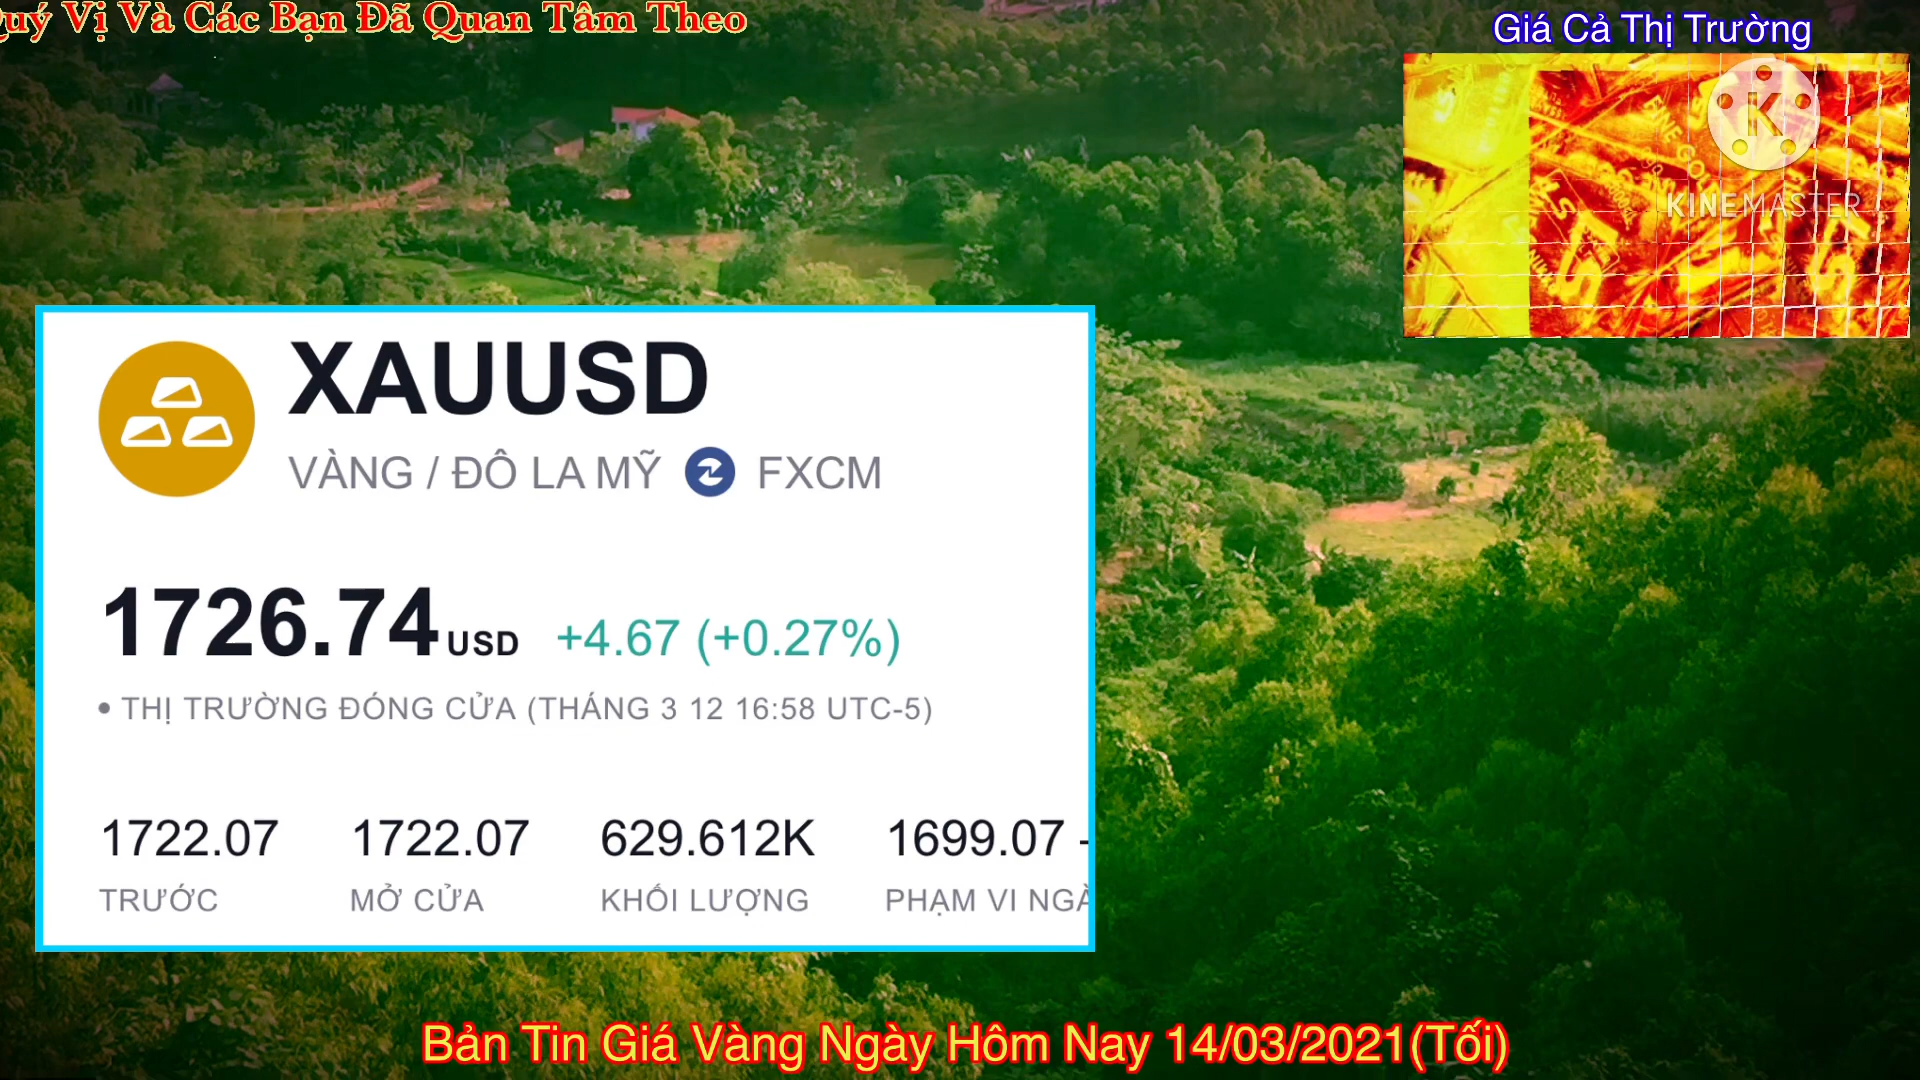 Quý Vị Và Các Bạn Đã Quan Tâm Theo
Giá Cả Thị Trường
K
KINEMASTER
XAUUSD
VÀNG / ĐÔ LA MỸ FXCM
1726.74 USD +4.67 (+0.27%)
• THỊ TRƯỜNG ĐÓNG CỬA (THÁNG 3 12 16:58 UTC-5)
1722.07 1722.07 629.612K 1699.07 -
TRƯỚC MỞ CỬA KHỐI LƯỢNG PHẠM VI NGÀ
Bản Tin Giá Vàng Ngày Hôm Nay 14/03/2021(Tối)